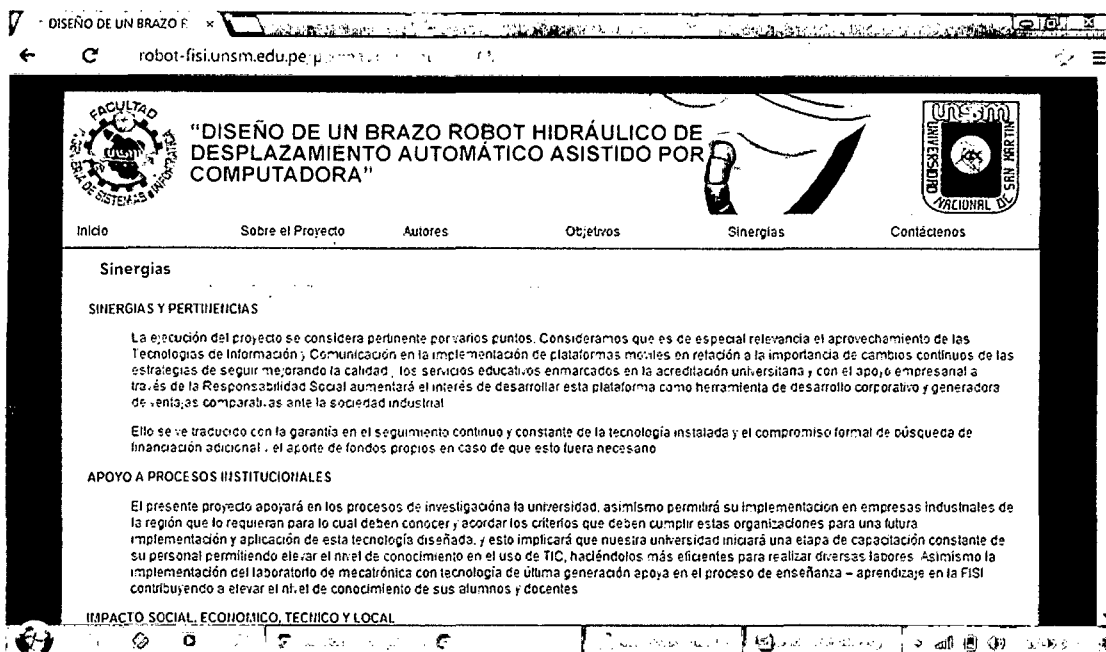 DISEÑO DE UN BRAZO F
robot-fisi.unsm.edu.pe
FACULTAD
DE SISTEMAS
"DISEÑO DE UN BRAZO ROBOT HIDRÁULICO DE
DESPLAZAMIENTO AUTOMÁTICO ASISTIDO POR
COMPUTADORA"
unsm
UNIVERSIDAD
NACIONAL DE SAN MARTIN
Inicio Sobre el Proyecto Autores Objetivos Sinergias Contáctenos
Sinergias
SINERGIAS Y PERTINENCIAS
La ejecución del proyecto se considera pertinente por varios puntos. Consideramos que es de especial relevancia el aprovechamiento de las
Tecnologías de Información y Comunicación en la implementación de plataformas moviles en relación a la importancia de cambios continuos de las
estrategias de seguir mejorando la calidad y los servicios educativos enmarcados en la acreditación universitaria y con el apoyo empresarial a
través de la Responsabilidad Social aumentará el interés de desarrollar esta plataforma como herramienta de desarrollo corporativo y generadora
de ventajas comparativas ante la sociedad industrial
Ello se ve traducido con la garantía en el seguimiento continuo y constante de la tecnología instalada y el compromiso formal de búsqueda de
financiación adicional y el aporte de fondos propios en caso de que esto fuera necesario
APOYO A PROCESOS INSTITUCIONALES
El presente proyecto apoyará en los procesos de investigacióna la universidad, asimismo permitirá su implementación en empresas industriales de
la región que lo requieran para lo cual deben conocer y acordar los criterios que deben cumplir estas organizaciones para una futura
implementación y aplicación de esta tecnología diseñada, y esto implicará que nuestra universidad iniciará una etapa de capacitación constante de
su personal permitiendo elevar el nivel de conocimiento en el uso de TIC, haciéndolos más eficientes para realizar diversas labores. Asimismo la
implementación del laboratorio de mecatrónica con tecnología de última generación apoya en el proceso de enseñanza – aprendizaje en la FISI
contribuyendo a elevar el nivel de conocimiento de sus alumnos y docentes
IMPACTO SOCIAL, ECONOMICO, TECNICO Y LOCAL